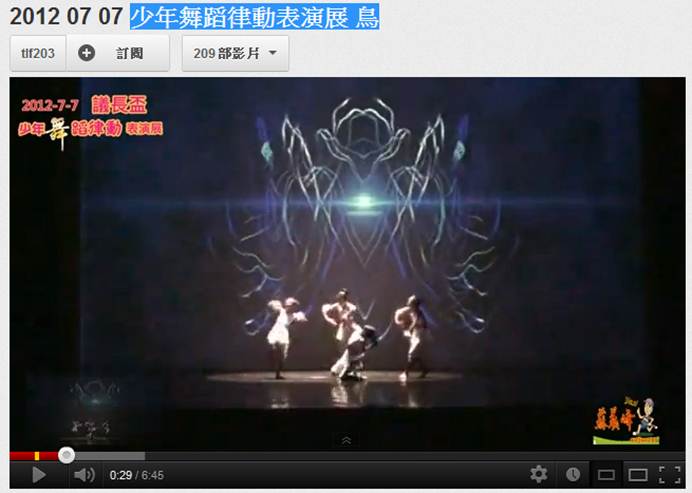 2012 07 07 少年舞蹈律動表演展 鳥
tlf203 訂閱 209 部影片
2012-7-7 議長盃
少年舞蹈律動 表演展
0:29 / 6:45